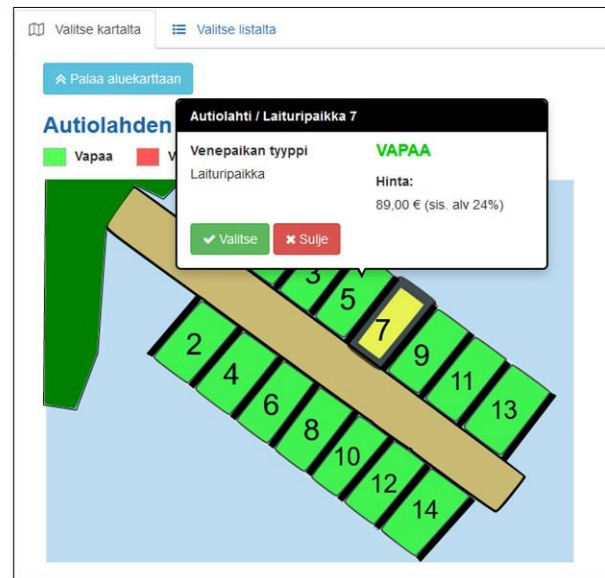 Valitse kartalta
Valitse listalta
Palaa aluekarttaan
Autiolahden
Vapaa
Autiolahti / Laituripaikka 7
Venepaikan tyyppi
Laituripaikka
VAPAA
Hinta:
89,00 € (sis. alv 24%)
Valitse
Sulje
3
5
7
9
11
13
2
4
6
8
10
12
14